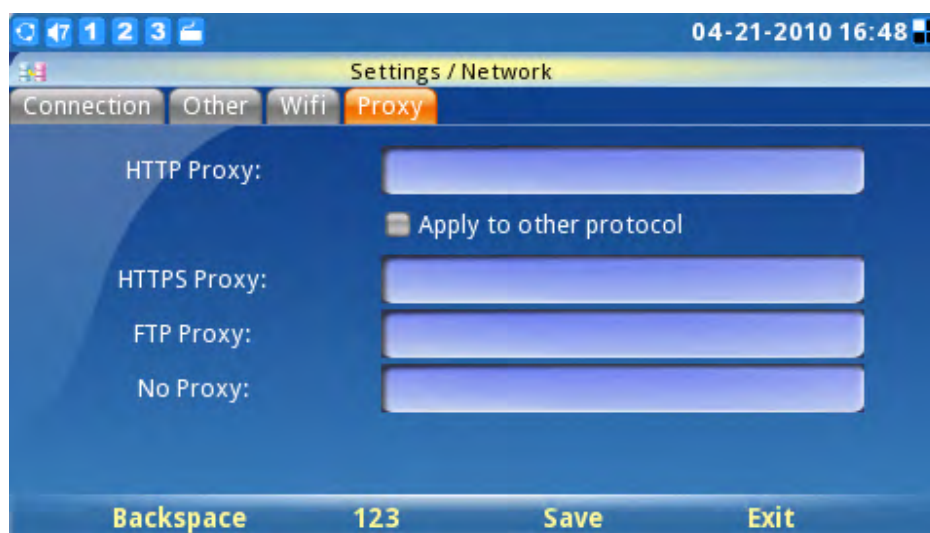 47 1 2 3 04-21-2010 16:48
Settings / Network
Connection Other Wifi Proxy
HTTP Proxy:
Apply to other protocol
HTTPS Proxy:
FTP Proxy:
No Proxy:
Backspace 123 Save Exit